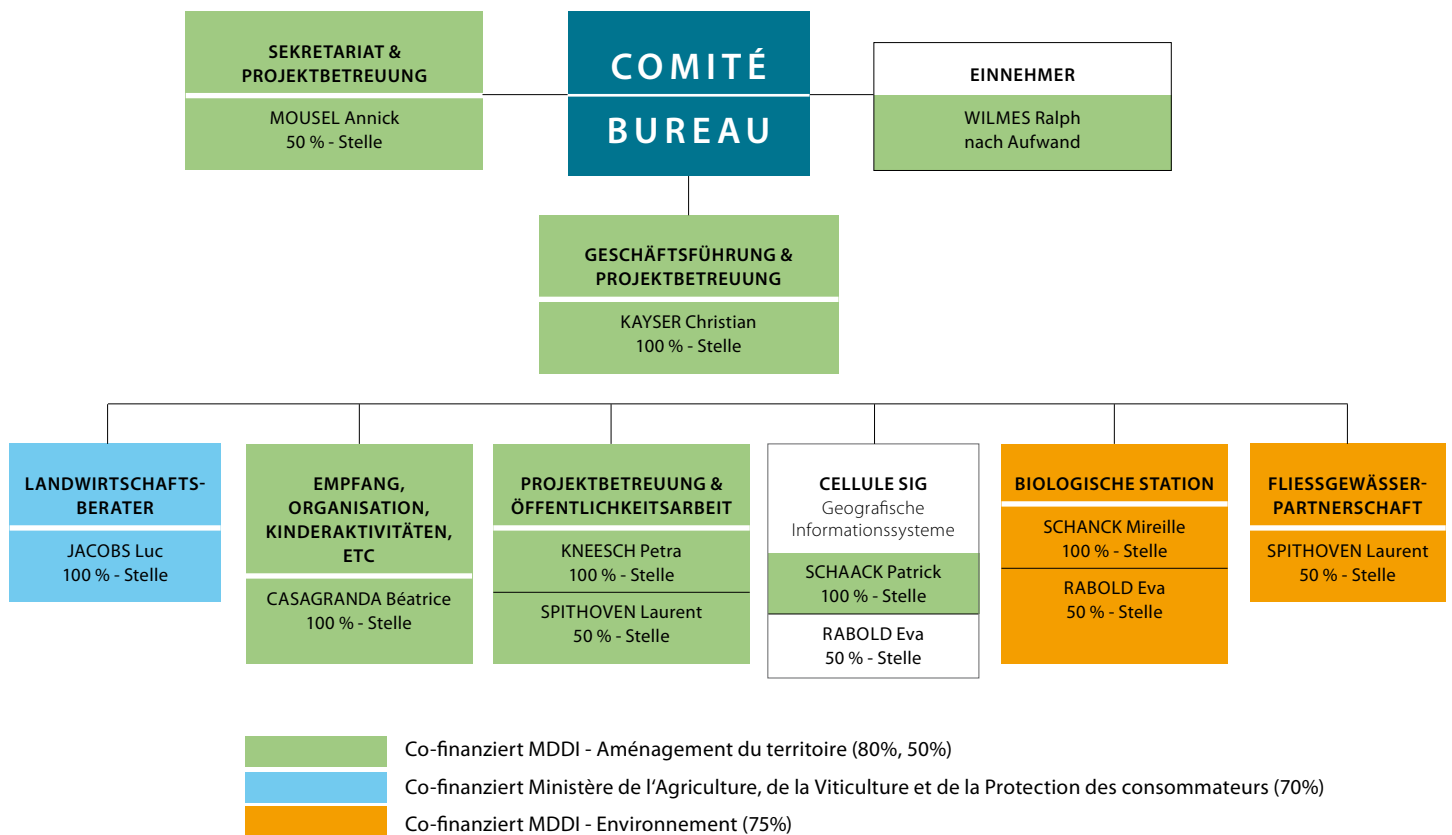 SEKRETARIAT &
PROJEKTBETREUUNG
MOUSEL Annick
50 % - Stelle
COMITÉ
BUREAU
EINNEHMER
WILMES Ralph
nach Aufwand
GESCHÄFTSFÜHRUNG &
PROJEKTBETREUUNG
KAYSER Christian
100 % - Stelle
LANDWIRTSCHAFTS-
BERATER
JACOBS Luc
100 % - Stelle
EMPFANG,
ORGANISATION,
KINDERAKTIVITÄTEN,
ETC
CASAGRANDA Béatrice
100 % - Stelle
PROJEKTBETREUUNG &
ÖFFENTLICHKEITSARBEIT
KNEESCH Petra
100 % - Stelle
SPITHOVEN Laurent
50 % - Stelle
CELLULE SIG
Geografische
Informationssysteme
SCHAACK Patrick
100 % - Stelle
RABOLD Eva
50 % - Stelle
BIOLOGISCHE STATION
SCHANCK Mireille
100 % - Stelle
RABOLD Eva
50 % - Stelle
FLIESSGEWÄSSER-
PARTNERSCHAFT
SPITHOVEN Laurent
50 % - Stelle
Co-finanziert MDDI - Aménagement du territoire (80%, 50%)
Co-finanziert Ministère de l‘Agriculture, de la Viticulture et de la Protection des consommateurs (70%)
Co-finanziert MDDI - Environnement (75%)